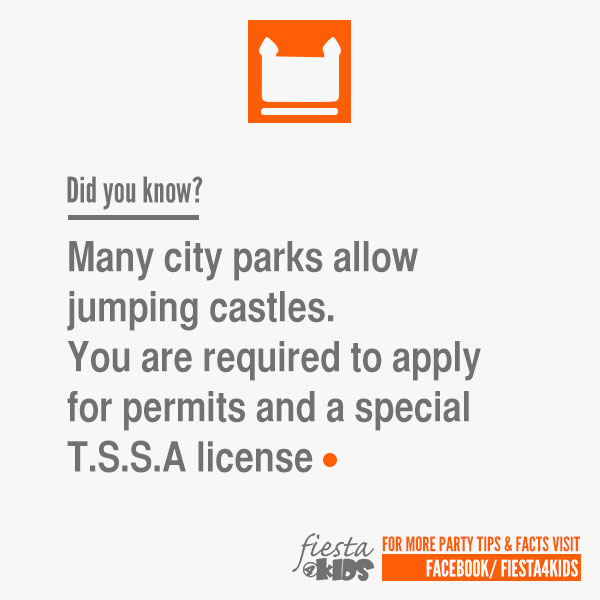 Did you know?
Many city parks allow
jumping castles.
You are required to apply
for permits and a special
T.S.S.A license
fiesta
4KIDS
FOR MORE PARTY TIPS & FACTS VISIT
FACEBOOK/ FIESTA4KIDS